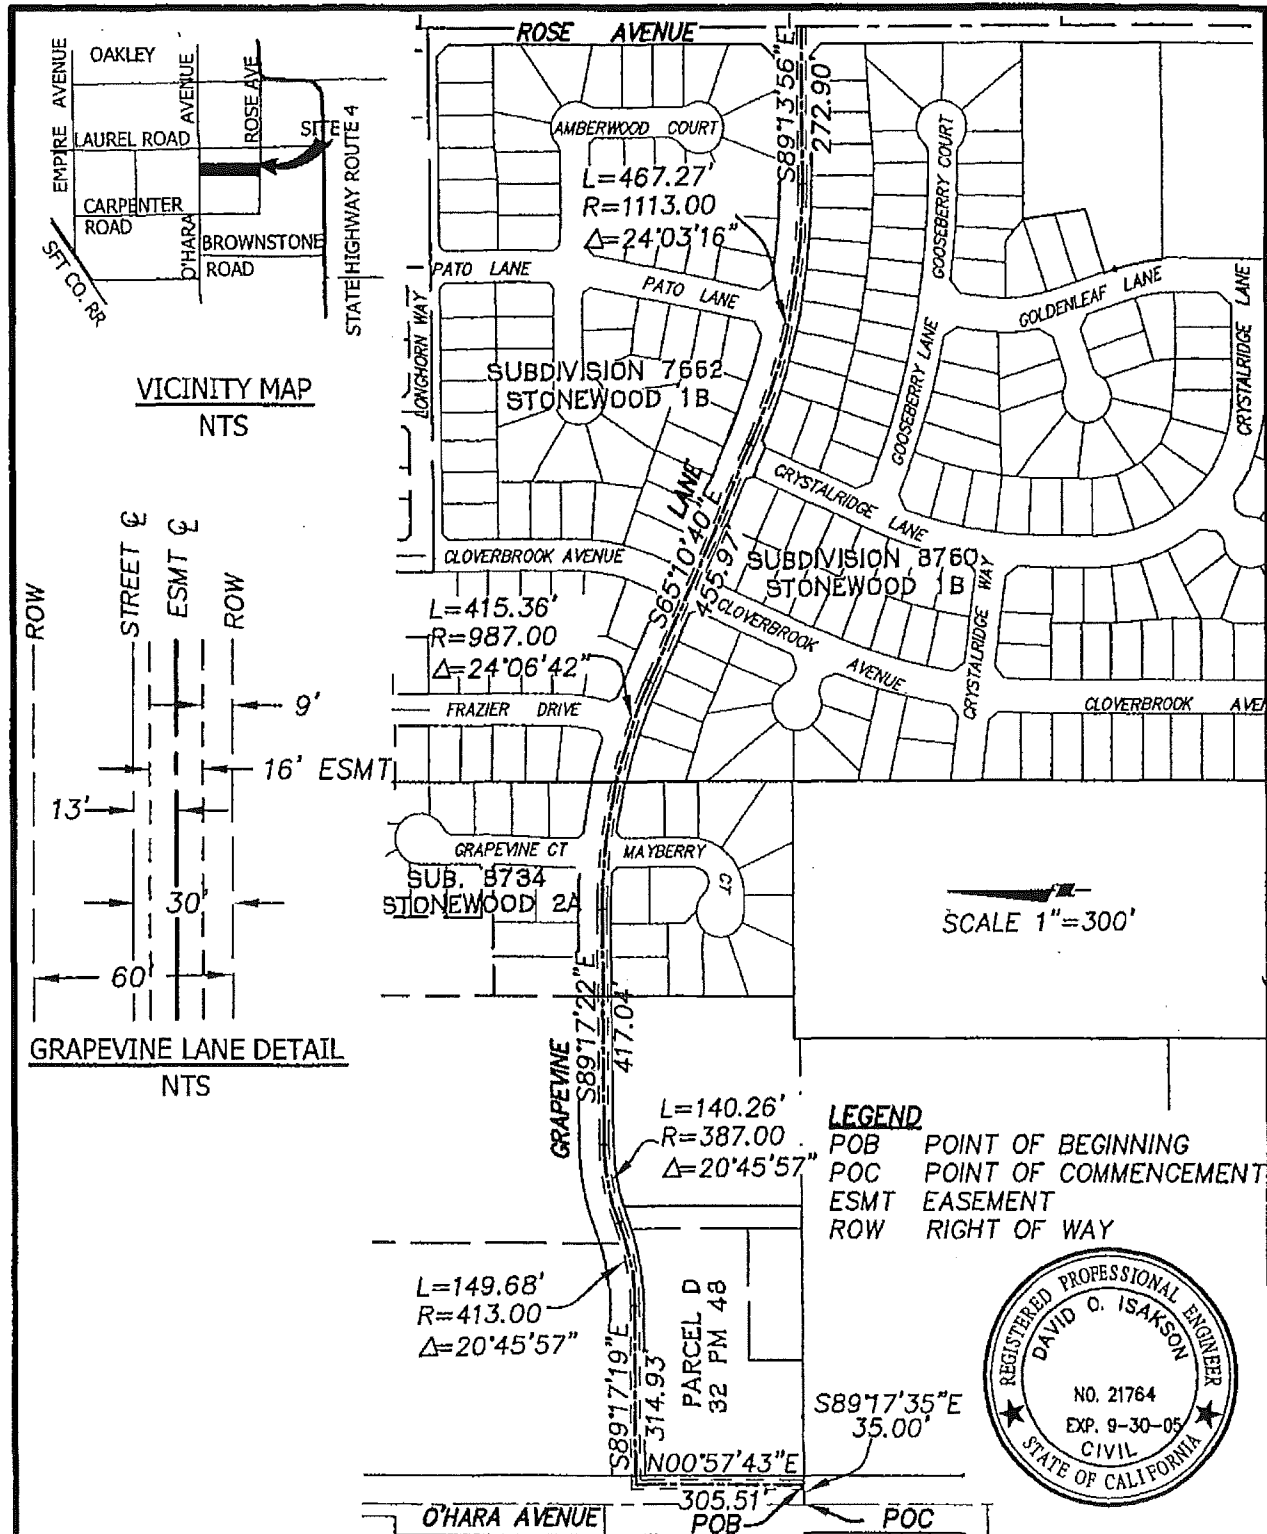 EMPIRE AVENUE
OAKLEY
O'HARA AVENUE
ROSE AVE
LAUREL ROAD
SITE
CARPENTER
ROAD
BROWNSTONE
ROAD
STATE HIGHWAY ROUTE 4
SFT CO. RR
VICINITY MAP
NTS
ROW
STREET ℄
ESMT ℄
ROW
9'
16' ESMT
13'
30'
60'
GRAPEVINE LANE DETAIL
NTS
ROSE AVENUE
S89°13'56"E
272.90'
AMBERWOOD COURT
L=467.27'
R=1113.00
Δ=24°03'16"
GOOSEBERRY COURT
PATO LANE
PATO LANE
LONGHORN WAY
GOLDENLEAF LANE
CRYSTALRIDGE LANE
GOOSEBERRY LANE
SUBDIVISION 7662
STONEWOOD 1B
CRYSTALRIDGE LANE
LANE
S65°10'40"E
455.97'
CLOVERBROOK AVENUE
SUBDIVISION 8760
STONEWOOD 1B
L=415.36'
R=987.00
Δ=24°06'42"
CLOVERBROOK AVENUE
CRYSTALRIDGE WAY
FRAZIER DRIVE
CLOVERBROOK AVEN
GRAPEVINE CT
MAYBERRY CT
SUB. 8734
STONEWOOD 2A
SCALE 1"=300'
GRAPEVINE
S89°17'22"E
417.04'
L=140.26'
R=387.00
Δ=20°45'57"
LEGEND
POB POINT OF BEGINNING
POC POINT OF COMMENCEMENT
ESMT EASEMENT
ROW RIGHT OF WAY
L=149.68'
R=413.00
Δ=20°45'57"
S89°17'19"E
314.93'
PARCEL D
32 PM 48
S89°17'35"E
35.00'
N00°57'43"E
305.51'
O'HARA AVENUE
POB
POC
REGISTERED PROFESSIONAL ENGINEER
DAVID O. ISAKSON
NO. 21764
EXP. 9-30-05
CIVIL
STATE OF CALIFORNIA